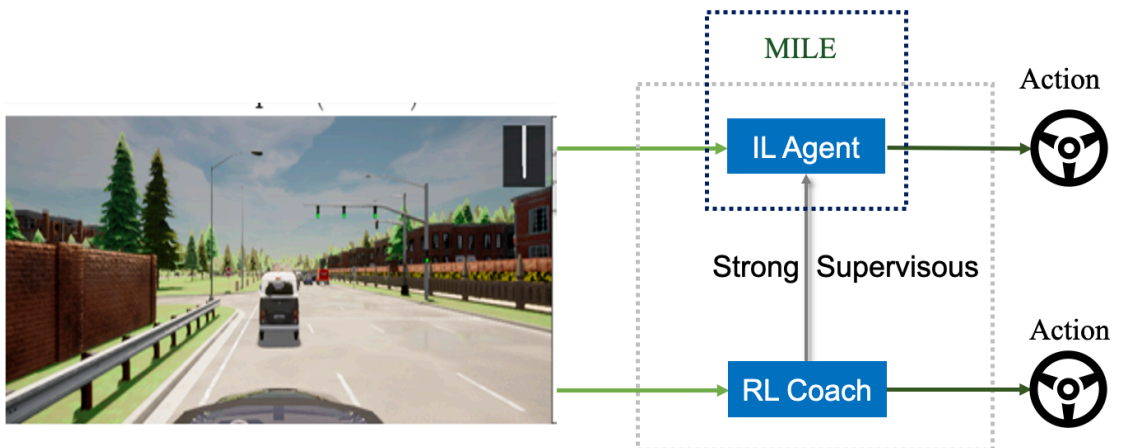 MILE
Action
IL Agent
Strong Supervisous
Action
RL Coach